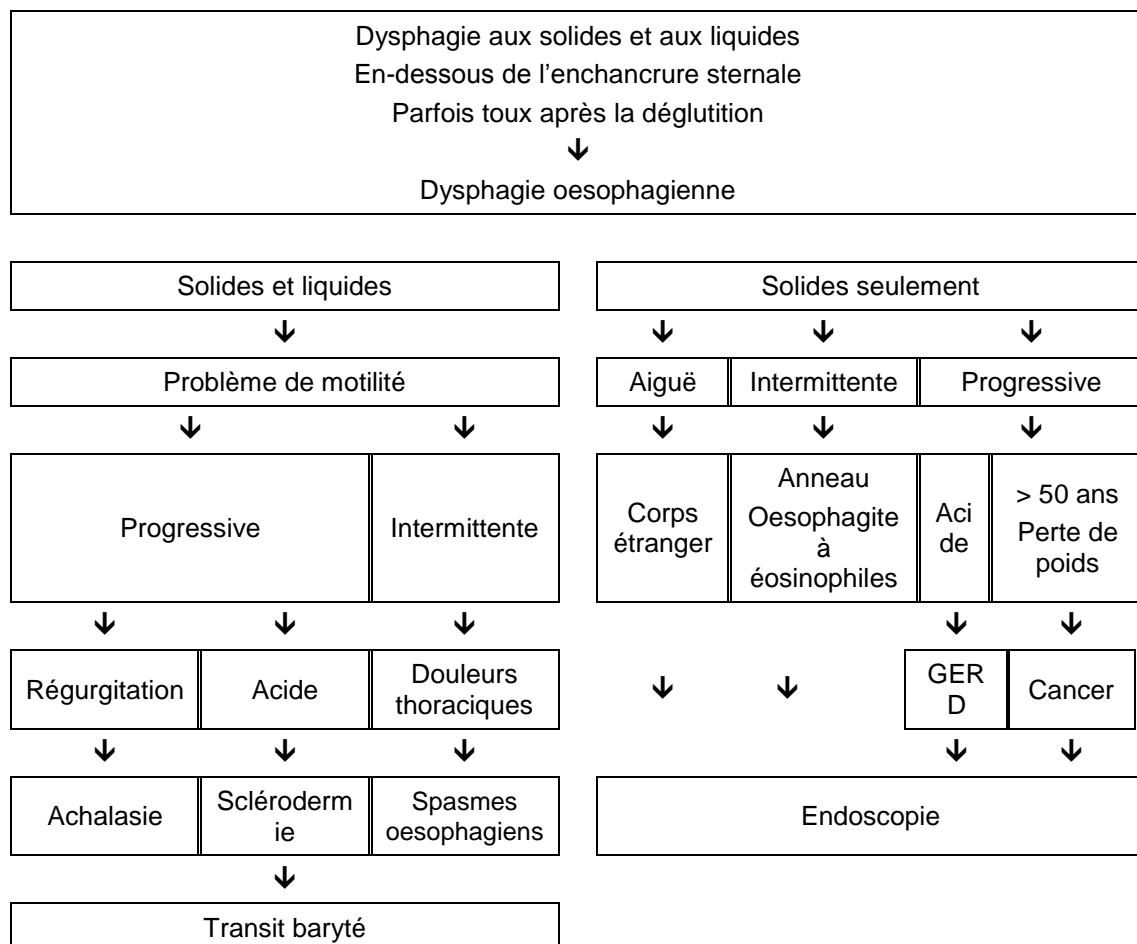 Dysphagie aux solides et aux liquides
En-dessous de l'enchancrure sternale
Parfois toux après la déglutition
Dysphagie oesophagienne
Solides et liquides
Problème de motilité
Progressive
Intermittente
Régurgitation
Acide
Douleurs
thoraciques
Achalasie
Scléroderm
ie
Spasmes
oesophagiens
Transit baryté
Solides seulement
Aiguë
Intermittente
Progressive
Corps
étranger
Anneau
Oesophagite
à
éosinophiles
Aci
de
> 50 ans
Perte de
poids
GER
D
Cancer
Endoscopie